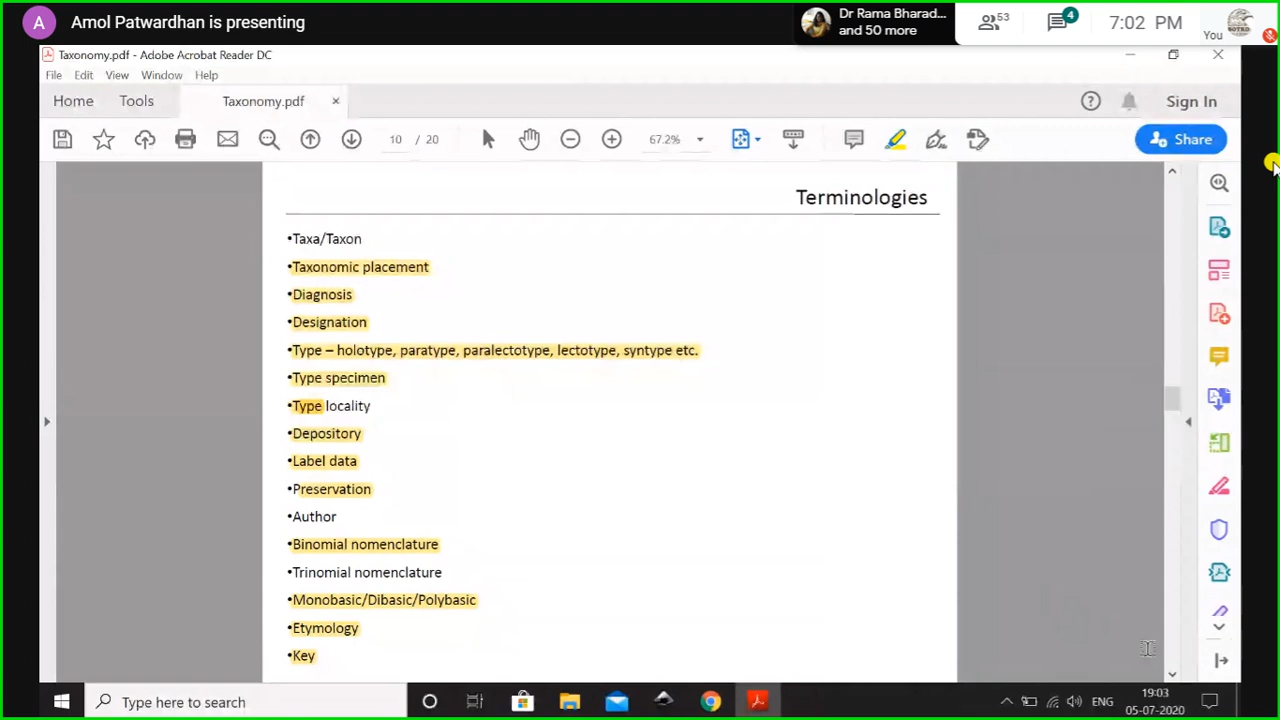 A Amol Patwardhan is presenting
Dr Rama Bharad...
and 50 more
53
4
7:02 PM
You
Taxonomy.pdf - Adobe Acrobat Reader DC
File Edit View Window Help
Home Tools Taxonomy.pdf × Sign In
10 / 20 67.2% Share
Terminologies
•Taxa/Taxon
•Taxonomic placement
•Diagnosis
•Designation
•Type – holotype, paratype, paralectotype, lectotype, syntype etc.
•Type specimen
•Type locality
•Depository
•Label data
•Preservation
•Author
•Binomial nomenclature
•Trinomial nomenclature
•Monobasic/Dibasic/Polybasic
•Etymology
•Key
Type here to search
ENG
19:03
05-07-2020